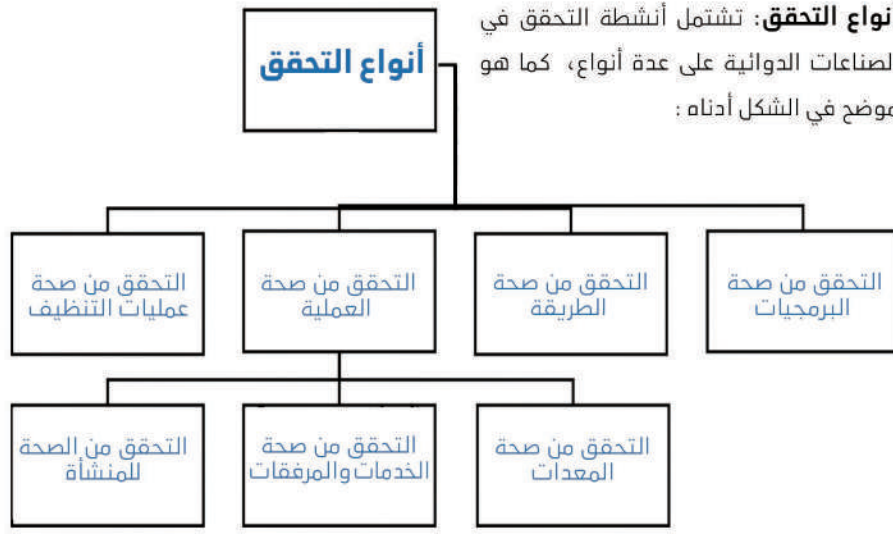 نواع التحقق: تشتمل أنشطة التحقق في
لصناعات الدوائية على عدة أنواع، كما هو
موضح في الشكل أدناه :
أنواع التحقق
التحقق من صحة
البرمجيات
التحقق من صحة
الطريقة
التحقق من صحة
العملية
التحقق من صحة
عمليات التنظيف
التحقق من صحة
المعدات
التحقق من صحة
الخدمات والمرفقات
التحقق من الصحة
للمنشأة